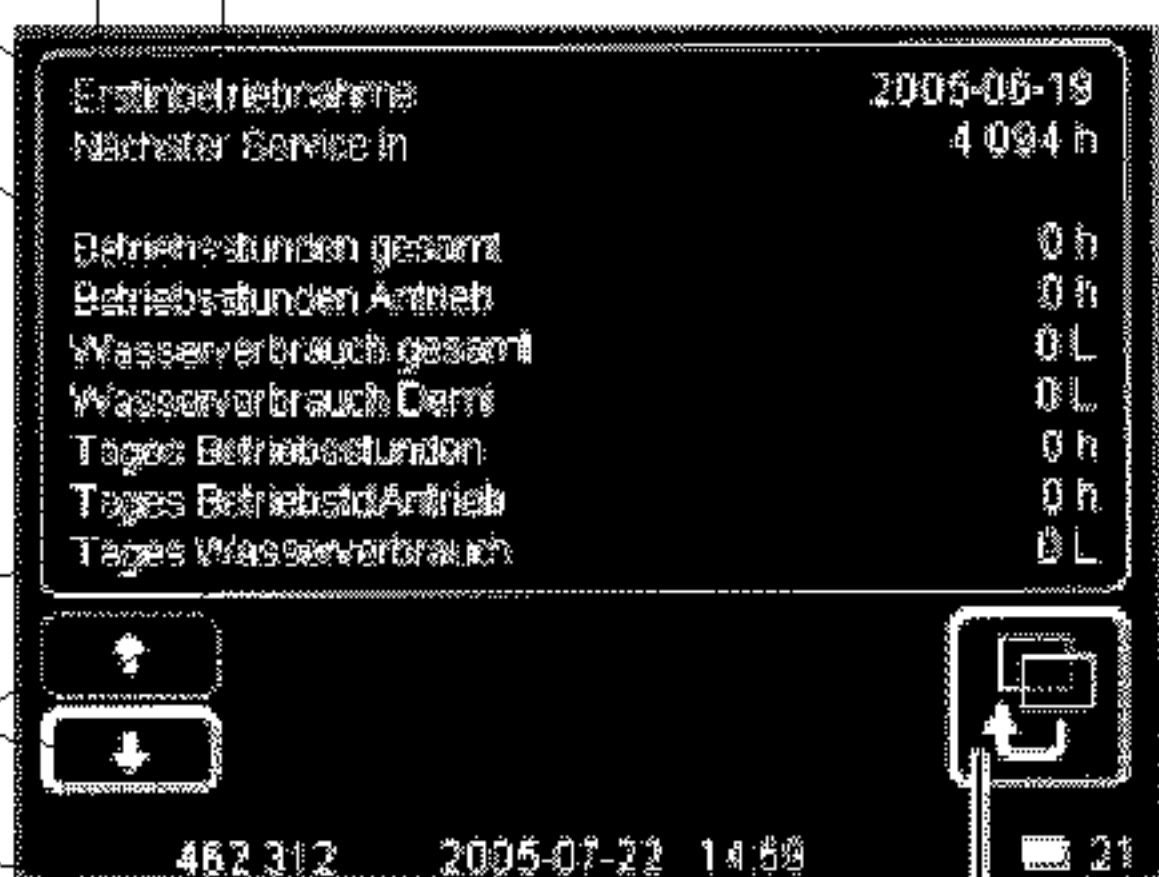 Erstinbetriebnahme 2005-06-19
Nächster Service in 4 094 h
Betriebsstunden gesamt 0 h
Betriebsstunden Antrieb 0 h
Wasserverbrauch gesamt 0 L
Wasserverbrauch Demi 0 L
Tages Betriebsstunden 0 h
Tages BetriebstdAntrieb 0 h
Tages Wasserverbrauch 0 L
462 312 2005-07-22 14:59 21